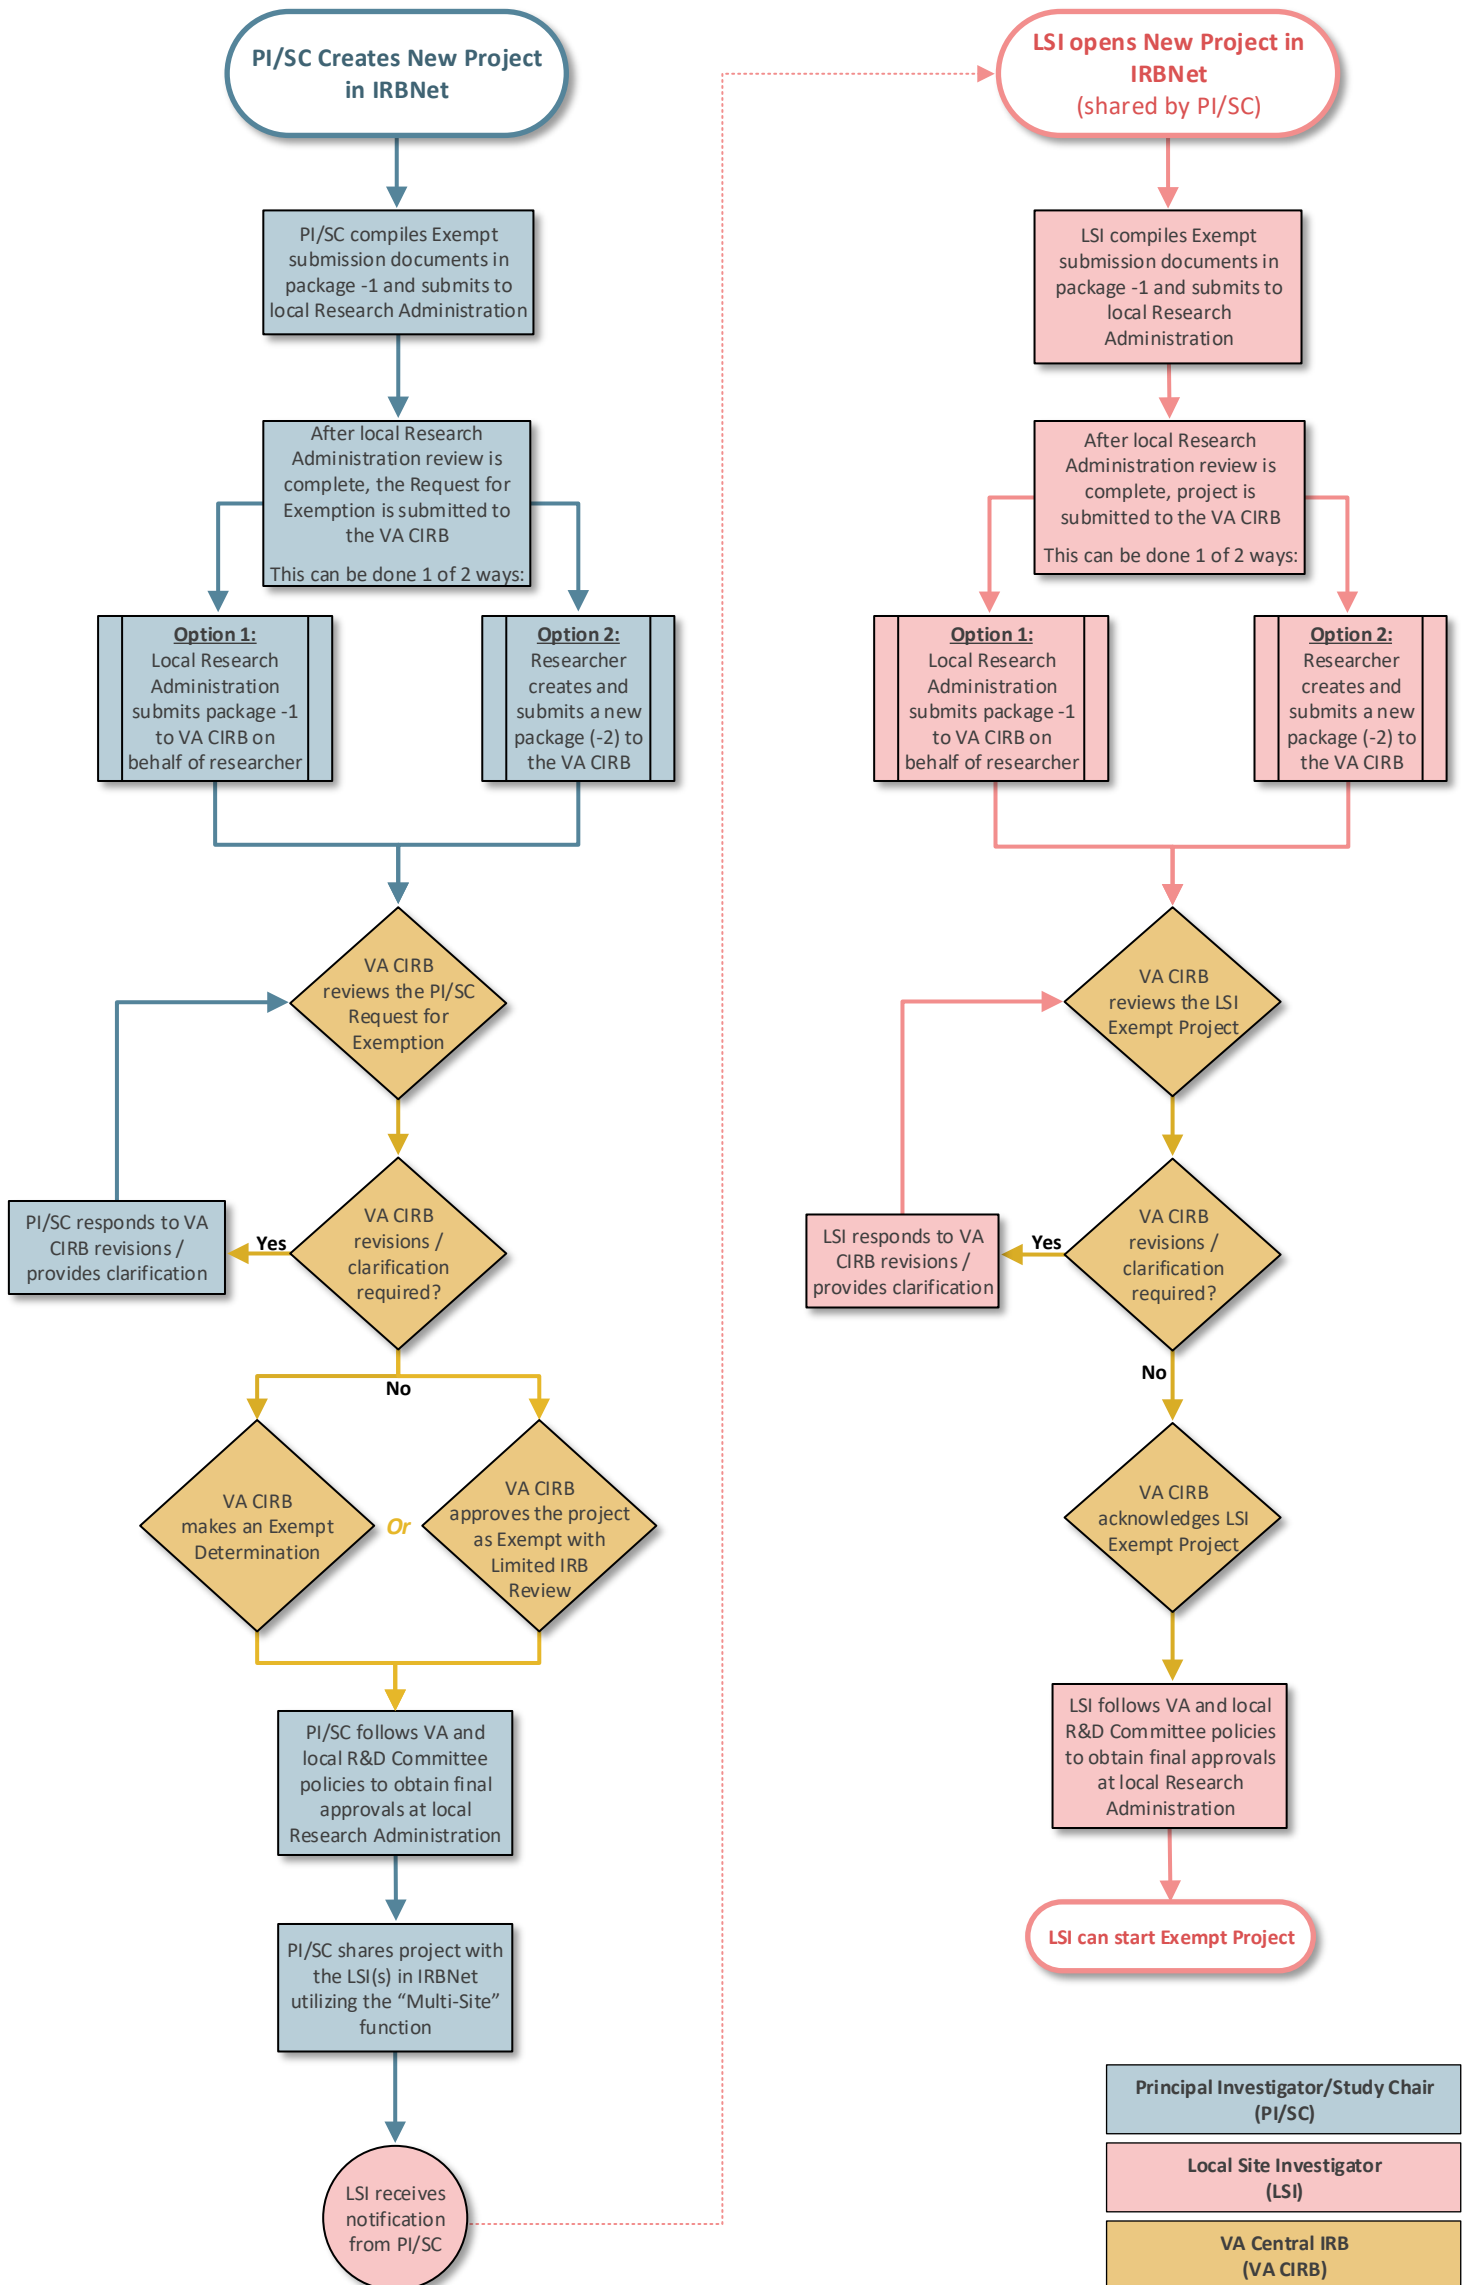 PI/SC Creates New Project
in IRBNet
PI/SC compiles Exempt
submission documents in
package -1 and submits to
local Research Administration
After local Research
Administration review is
complete, the Request for
Exemption is submitted to
the VA CIRB
This can be done 1 of 2 ways:
Option 1:
Local Research
Administration
submits package -1
to VA CIRB on
behalf of researcher
Option 2:
Researcher
creates and
submits a new
package (-2) to
the VA CIRB
VA CIRB
reviews the PI/SC
Request for
Exemption
VA CIRB
revisions /
clarification
required?
Yes
PI/SC responds to VA
CIRB revisions /
provides clarification
No
VA CIRB
makes an Exempt
Determination
Or
VA CIRB
approves the project
as Exempt with
Limited IRB
Review
PI/SC follows VA and
local R&D Committee
policies to obtain final
approvals at local
Research Administration
PI/SC shares project with
the LSI(s) in IRBNet
utilizing the “Multi-Site”
function
LSI receives
notification
from PI/SC
LSI opens New Project in
IRBNet
(shared by PI/SC)
LSI compiles Exempt
submission documents in
package -1 and submits to
local Research
Administration
After local Research
Administration review is
complete, project is
submitted to the VA CIRB
This can be done 1 of 2 ways:
Option 1:
Local Research
Administration
submits package -1
to VA CIRB on
behalf of researcher
Option 2:
Researcher
creates and
submits a new
package (-2) to
the VA CIRB
VA CIRB
reviews the LSI
Exempt Project
VA CIRB
revisions /
clarification
required?
Yes
LSI responds to VA
CIRB revisions /
provides clarification
No
VA CIRB
acknowledges LSI
Exempt Project
LSI follows VA and local
R&D Committee policies
to obtain final approvals
at local Research
Administration
LSI can start Exempt Project
Principal Investigator/Study Chair
(PI/SC)
Local Site Investigator
(LSI)
VA Central IRB
(VA CIRB)